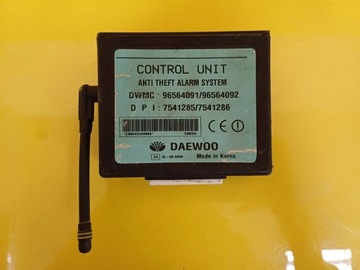 CONTROL UNIT
ANTI THEFT ALARM SYSTEM
DWMC : 96564091/96564092
D P I : 7541285/7541286
DAEWOO
Made in Korea